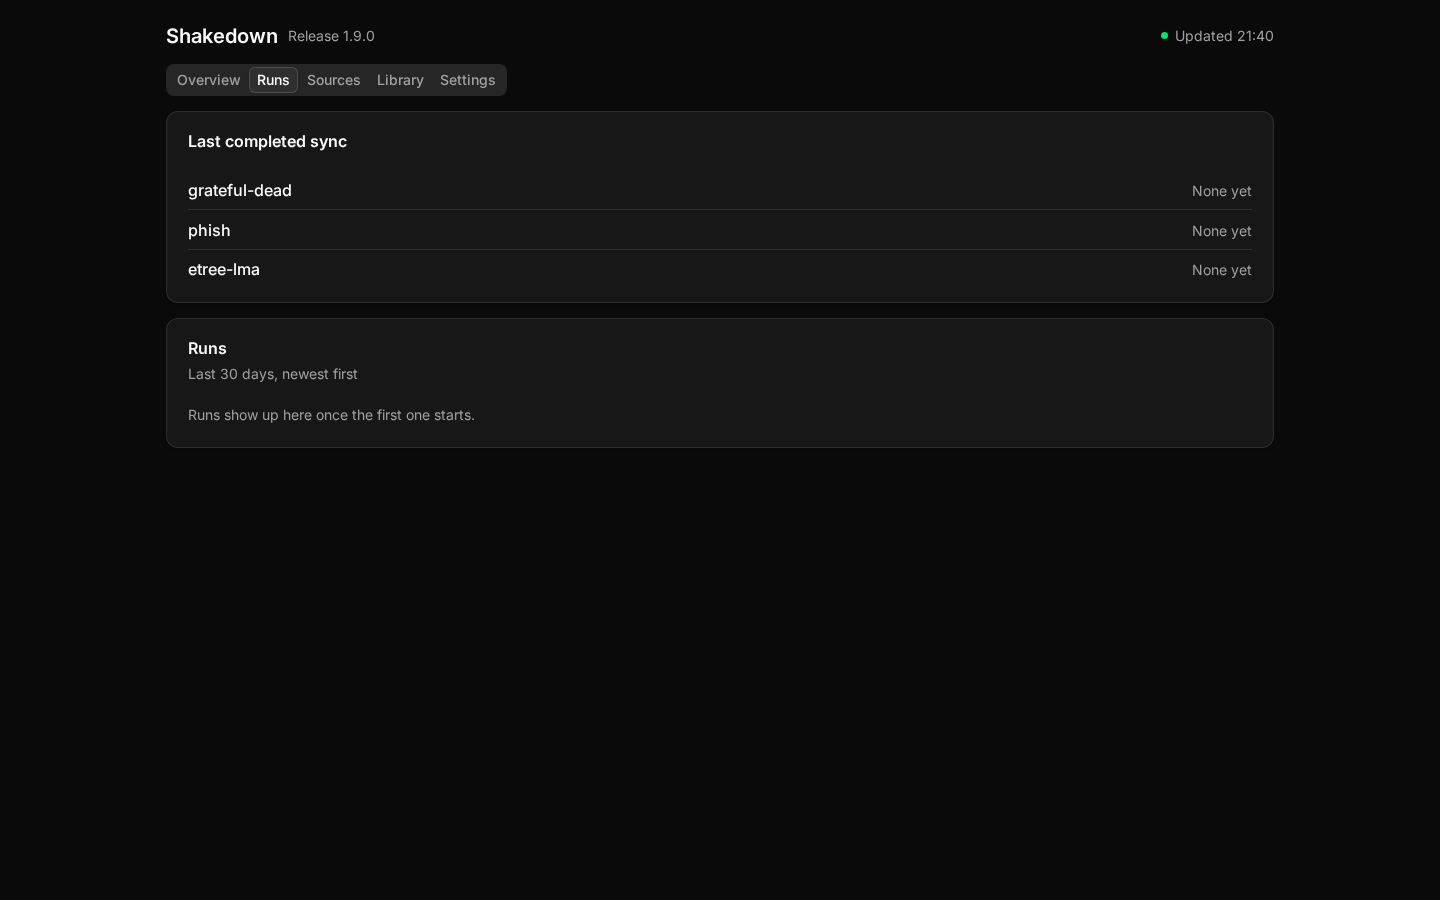 Shakedown Release 1.9.0
Updated 21:40
Overview Runs Sources Library Settings
Last completed sync
grateful-dead None yet
phish None yet
etree-lma None yet
Runs
Last 30 days, newest first
Runs show up here once the first one starts.